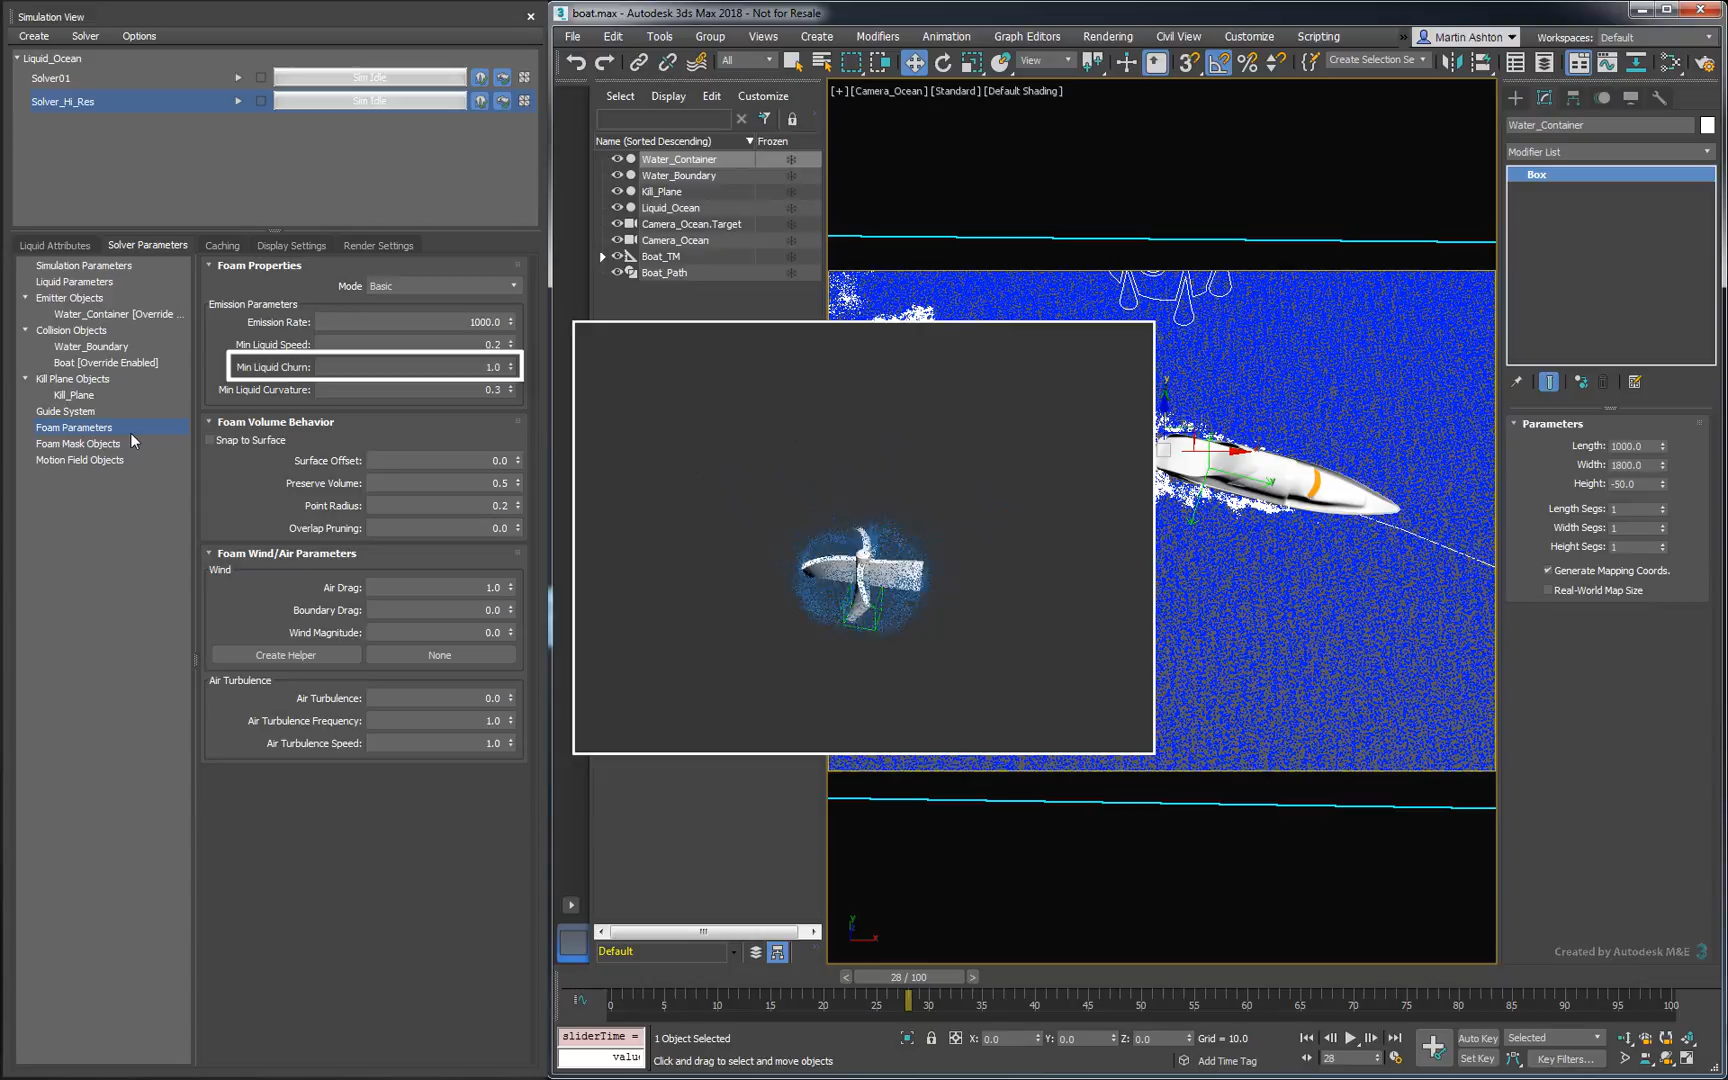 Simulation View
Create Solver Options
Liquid_Ocean
Solver01 Sim Idle
Solver_Hi_Res Sim Idle
Liquid Attributes Solver Parameters Caching Display Settings Render Settings
Simulation Parameters
Liquid Parameters
Emitter Objects
Water_Container [Override ...
Collision Objects
Water_Boundary
Boat [Override Enabled]
Kill Plane Objects
Kill_Plane
Guide System
Foam Parameters
Foam Mask Objects
Motion Field Objects
Foam Properties
Mode Basic
Emission Parameters
Emission Rate: 1000.0
Min Liquid Speed: 0.2
Min Liquid Churn: 1.0
Min Liquid Curvature: 0.3
Foam Volume Behavior
Snap to Surface
Surface Offset: 0.0
Preserve Volume: 0.5
Point Radius: 0.2
Overlap Pruning: 0.0
Foam Wind/Air Parameters
Wind
Air Drag: 1.0
Boundary Drag: 0.0
Wind Magnitude: 0.0
Create Helper None
Air Turbulence
Air Turbulence: 0.0
Air Turbulence Frequency: 1.0
Air Turbulence Speed: 1.0
3 boat.max - Autodesk 3ds Max 2018 - Not for Resale
File Edit Tools Group Views Create Modifiers Animation Graph Editors Rendering Civil View Customize Scripting » Martin Ashton Workspaces: Default
All View 3 % Create Selection Se
Select Display Edit Customize
Name (Sorted Descending) Frozen
Water_Container
Water_Boundary
Kill_Plane
Liquid_Ocean
Camera_Ocean.Target
Camera_Ocean
Boat_TM
Boat_Path
Default
[+] [Camera_Ocean] [Standard] [Default Shading]
y
x
y
x
Water_Container
Modifier List
Box
Parameters
Length: 1000.0
Width: 1800.0
Height: -50.0
Length Segs: 1
Width Segs: 1
Height Segs: 1
Generate Mapping Coords.
Real-World Map Size
Created by Autodesk M&E 3
< 28 / 100 >
0 5 10 15 20 25 30 35 40 45 50 55 60 65 70 75 80 85 90 95 100
sliderTime =
valu
1 Object Selected
Click and drag to select and move objects
X: 0.0 Y: 0.0 Z: 0.0 Grid = 10.0
Add Time Tag
28
Auto Key Selected
Set Key Key Filters...